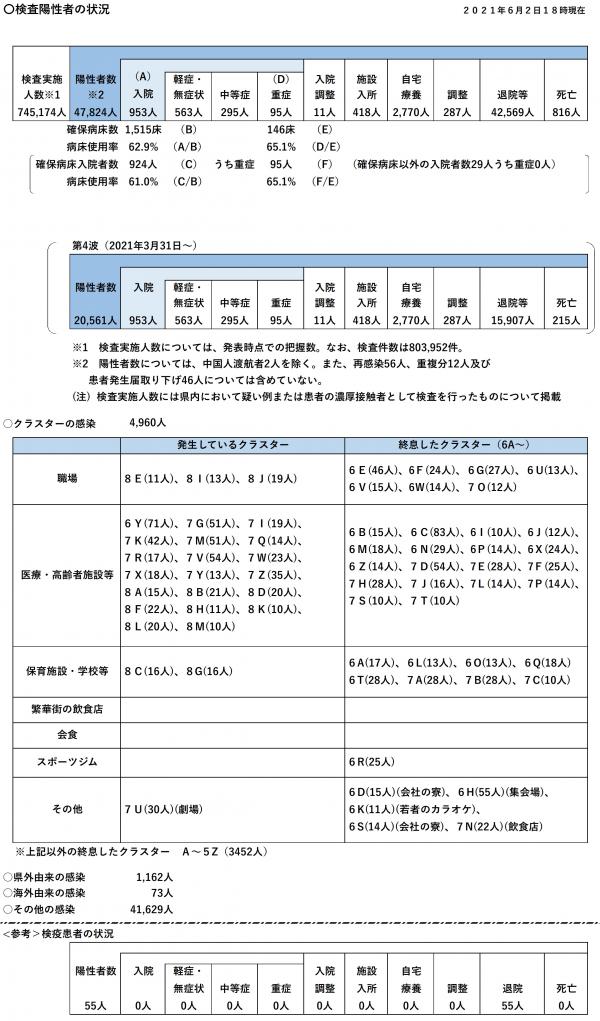 〇検査陽性者の状況
２０２１年６月２日１８時現在
検査実施人数※1 陽性者数※2 (A)入院 軽症・無症状 中等症 (D)重症 入院調整 施設入所 自宅療養 調整 退院等 死亡
745,174人 47,824人 953人 563人 295人 95人 11人 418人 2,770人 287人 42,569人 816人
確保病床数 1,515床 (B) 146床 (E)
病床使用率 62.9% (A/B) 65.1% (D/E)
確保病床入院者数 924人 (C) うち重症 95人 (F) （確保病床以外の入院者数29人うち重症0人）
病床使用率 61.0% (C/B) 65.1% (F/E)
第4波（2021年3月31日〜）
陽性者数 入院 軽症・無症状 中等症 重症 入院調整 施設入所 自宅療養 調整 退院等 死亡
20,561人 953人 563人 295人 95人 11人 418人 2,770人 287人 15,907人 215人
※1 検査実施人数については、発表時点での把握数。なお、検査件数は803,952件。
※2 陽性者数については、中国人渡航者2人を除く。また、再感染56人、重複分12人及び
患者発生届取り下げ46人については含めていない。
（注）検査実施人数には県内において疑い例または患者の濃厚接触者として検査を行ったものについて掲載
〇クラスターの感染 4,960人
発生しているクラスター 終息したクラスター（6A〜）
職場
８Ｅ(11人)、８Ｉ(13人)、８Ｊ(19人)
６Ｅ(46人)、６Ｆ(24人)、６Ｇ(27人)、６Ｕ(13人)、
６Ｖ(15人)、６Ｗ(14人)、７Ｏ(12人)
医療・高齢者施設等
６Ｙ(71人)、７Ｇ(51人)、７Ｉ(19人)、
７Ｋ(42人)、７Ｍ(51人)、７Ｑ(14人)、
７Ｒ(17人)、７Ｖ(54人)、７Ｗ(23人)、
７Ｘ(18人)、７Ｙ(13人)、７Ｚ(35人)、
８Ａ(15人)、８Ｂ(21人)、８Ｄ(20人)、
８Ｆ(22人)、８Ｈ(11人)、８Ｋ(10人)、
８Ｌ(20人)、８Ｍ(10人)
６Ｂ(15人)、６Ｃ(83人)、６Ｉ(10人)、６Ｊ(12人)、
６Ｍ(18人)、６Ｎ(29人)、６Ｐ(14人)、６Ｘ(24人)、
６Ｚ(14人)、７Ｄ(54人)、７Ｅ(28人)、７Ｆ(25人)、
７Ｈ(28人)、７Ｊ(16人)、７Ｌ(14人)、７Ｐ(14人)、
７Ｓ(10人)、７Ｔ(10人)
保育施設・学校等
８Ｃ(16人)、８Ｇ(16人)
６Ａ(17人)、６Ｌ(13人)、６Ｏ(13人)、６Ｑ(18人)
６Ｔ(28人)、７Ａ(28人)、７Ｂ(28人)、７Ｃ(10人)
繁華街の飲食店
会食
スポーツジム
６Ｒ(25人)
その他
７Ｕ(30人)(劇場)
６Ｄ(15人)(会社の寮)、６Ｈ(55人)(集会場)、
６Ｋ(11人)(若者のカラオケ)、
６Ｓ(14人)(会社の寮)、７Ｎ(22人)(飲食店)
※上記以外の終息したクラスター Ａ〜５Ｚ（3452人）
〇県外由来の感染 1,162人
〇海外由来の感染 73人
〇その他の感染 41,629人
<参考>検疫患者の状況
陽性者数 入院 軽症・無症状 中等症 重症 入院調整 施設入所 自宅療養 調整 退院 死亡
55人 0人 0人 0人 0人 0人 0人 0人 0人 55人 0人